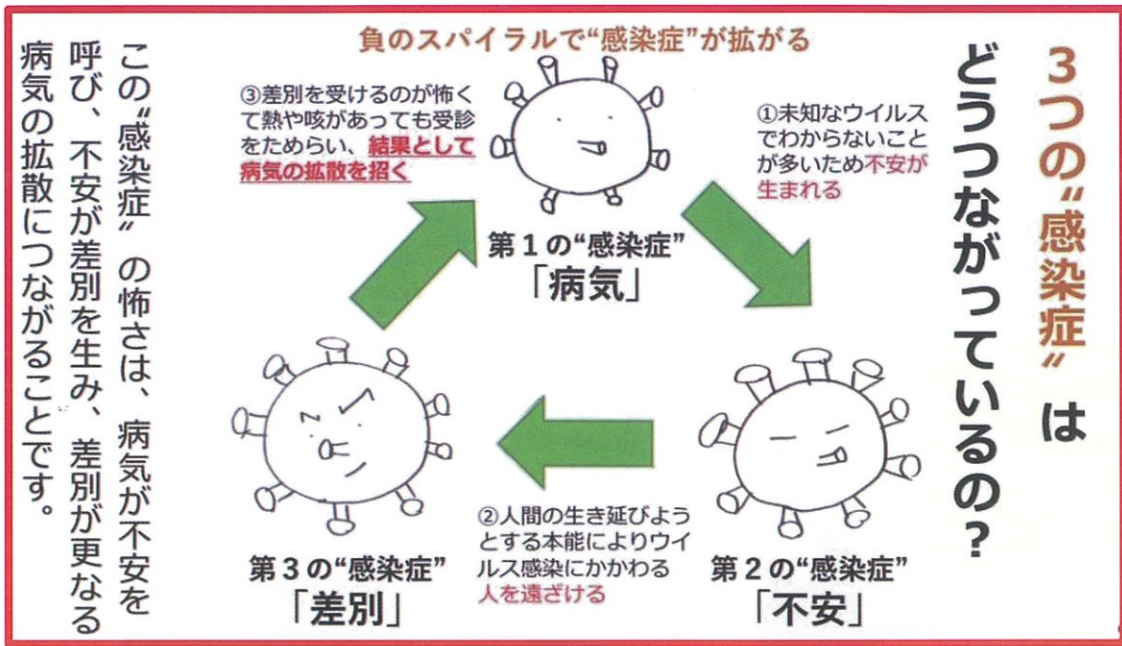 3つの“感染症”は
どうつながっているの？
負のスパイラルで“感染症”が拡がる
①未知なウイルス
でわからないこと
が多いため不安が
生まれる
③差別を受けるのが怖く
て熱や咳があっても受診
をためらい、結果として
病気の拡散を招く
第1の“感染症”
「病気」
②人間の生き延びよう
とする本能によりウイ
ルス感染にかかわる
人を遠ざける
第2の“感染症”
「不安」
第3の“感染症”
「差別」
この“感染症”の怖さは、病気が不安を
呼び、不安が差別を生み、差別が更なる
病気の拡散につながることです。